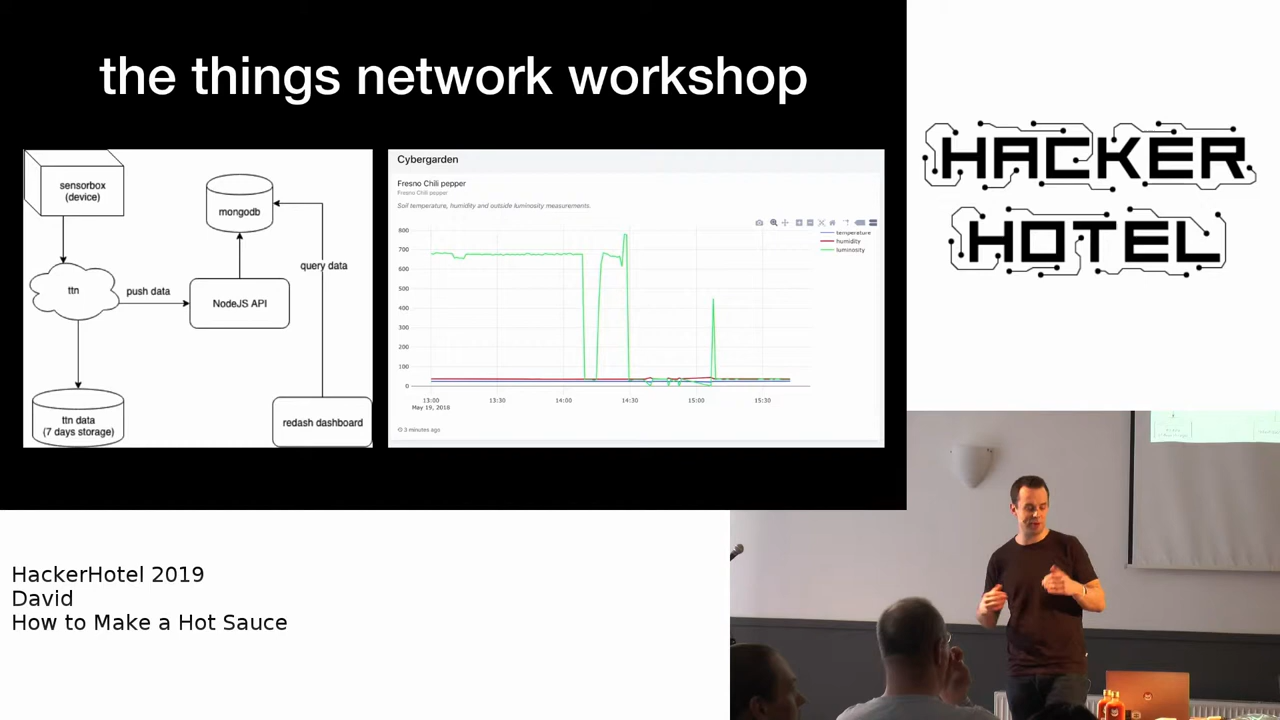 the things network workshop
sensorbox
(device)
mongodb
query data
ttn
push data
NodeJS API
ttn data
(7 days storage)
redash dashboard
Cybergarden
Fresno Chili pepper
Fresno Chili pepper
Soil temperature, humidity and outside luminosity measurements.
temperature
humidity
luminosity
800
700
600
500
400
300
200
100
0
13:00
13:30
14:00
14:30
15:00
15:30
May 19, 2018
3 minutes ago
HACKER
HOTEL
HackerHotel 2019
David
How to Make a Hot Sauce